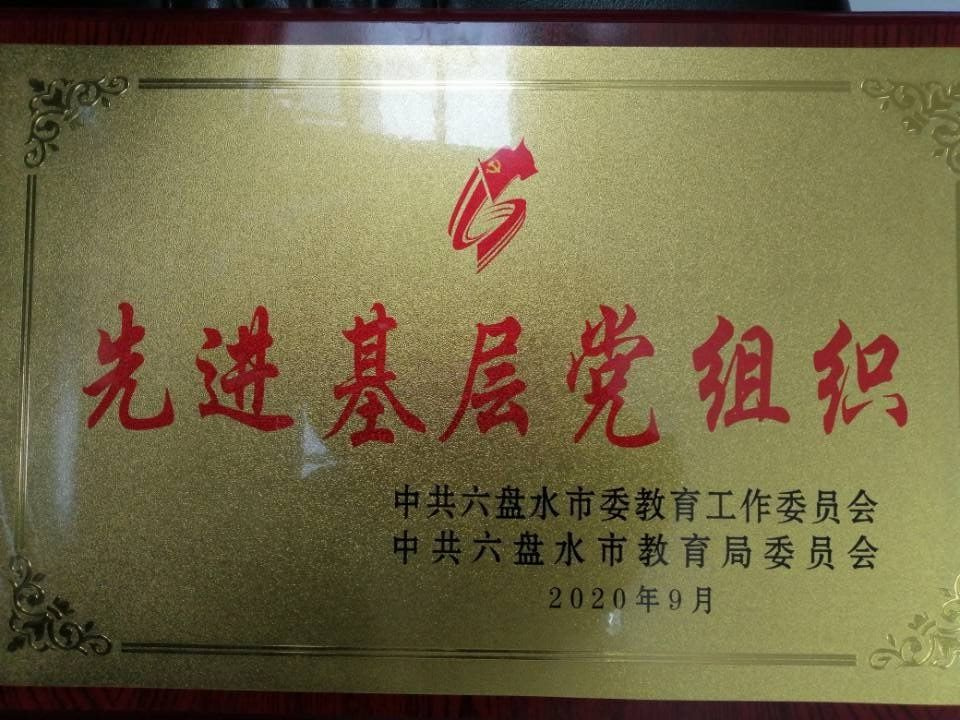 先进基层党组织
中共六盘水市委教育工作委员会
中共六盘水市教育局委员会
2020年9月